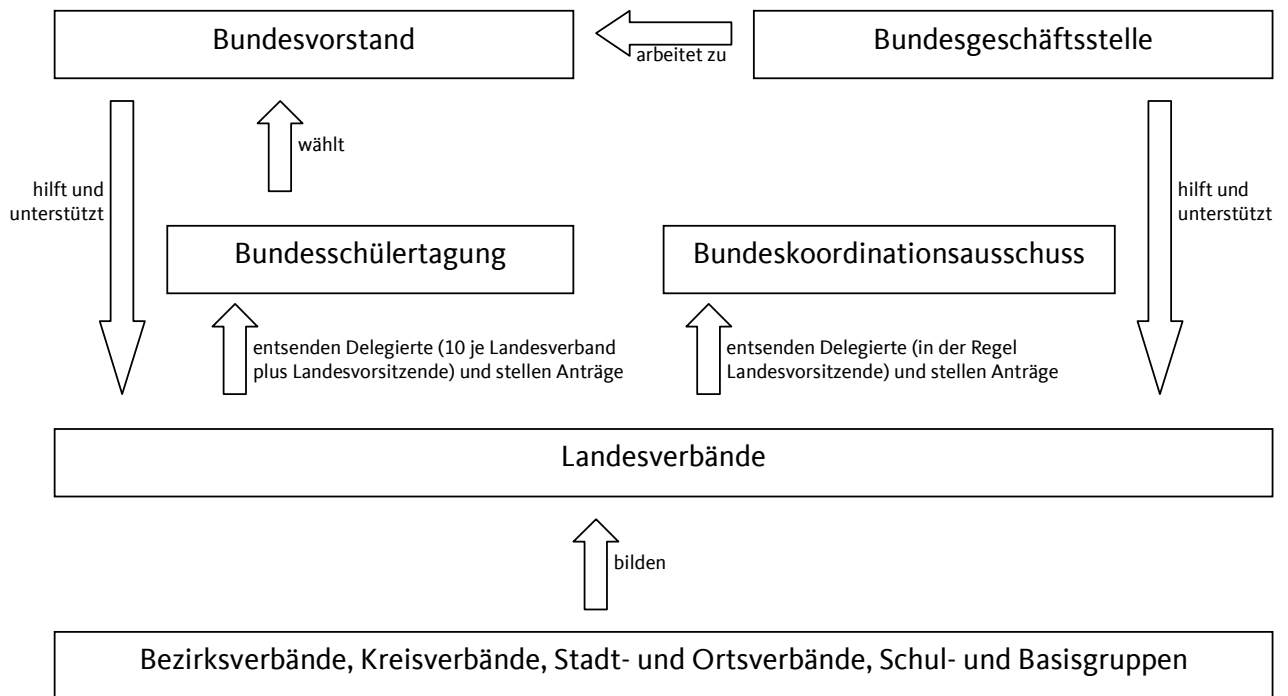 Bundesvorstand
arbeitet zu
Bundesgeschäftsstelle
wählt
hilft und
unterstützt
hilft und
unterstützt
Bundesschülertagung
Bundeskoordinationsausschuss
entsenden Delegierte (10 je Landesverband
plus Landesvorsitzende) und stellen Anträge
entsenden Delegierte (in der Regel
Landesvorsitzende) und stellen Anträge
Landesverbände
bilden
Bezirksverbände, Kreisverbände, Stadt- und Ortsverbände, Schul- und Basisgruppen